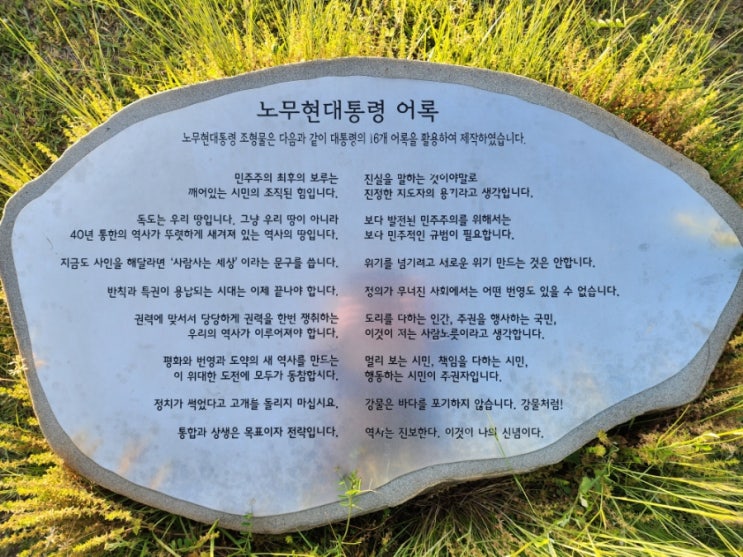 노무현대통령 어록
노무현대통령 조형물은 다음과 같이 대통령의 16개 어록을 활용하여 제작하였습니다.
민주주의 최후의 보루는
깨어있는 시민의 조직된 힘입니다.
독도는 우리 땅입니다. 그냥 우리 땅이 아니라
40년 통한의 역사가 뚜렷하게 새겨져 있는 역사의 땅입니다.
지금도 사인을 해달라면 '사람사는 세상' 이라는 문구를 씁니다.
반칙과 특권이 용납되는 시대는 이제 끝나야 합니다.
권력에 맞서서 당당하게 권력을 한번 쟁취하는
우리의 역사가 이루어져야 합니다.
평화와 번영과 도약의 새 역사를 만드는
이 위대한 도전에 모두가 동참합시다.
정치가 썩었다고 고개를 돌리지 마십시요.
통합과 상생은 목표이자 전략입니다.
진실을 말하는 것이야말로
진정한 지도자의 용기라고 생각합니다.
보다 발전된 민주주의를 위해서는
보다 민주적인 규범이 필요합니다.
위기를 넘기려고 서로운 위기 만드는 것은 안합니다.
정의가 무너진 사회에서는 어떤 번영도 있을 수 없습니다.
도리를 다하는 인간, 주권을 행사하는 국민,
이것이 저는 사람노릇이라고 생각합니다.
멀리 보는 시민, 책임을 다하는 시민,
행동하는 시민이 주권자입니다.
강물은 바다를 포기하지 않습니다. 강물처럼!
역사는 진보한다. 이것이 나의 신념이다.